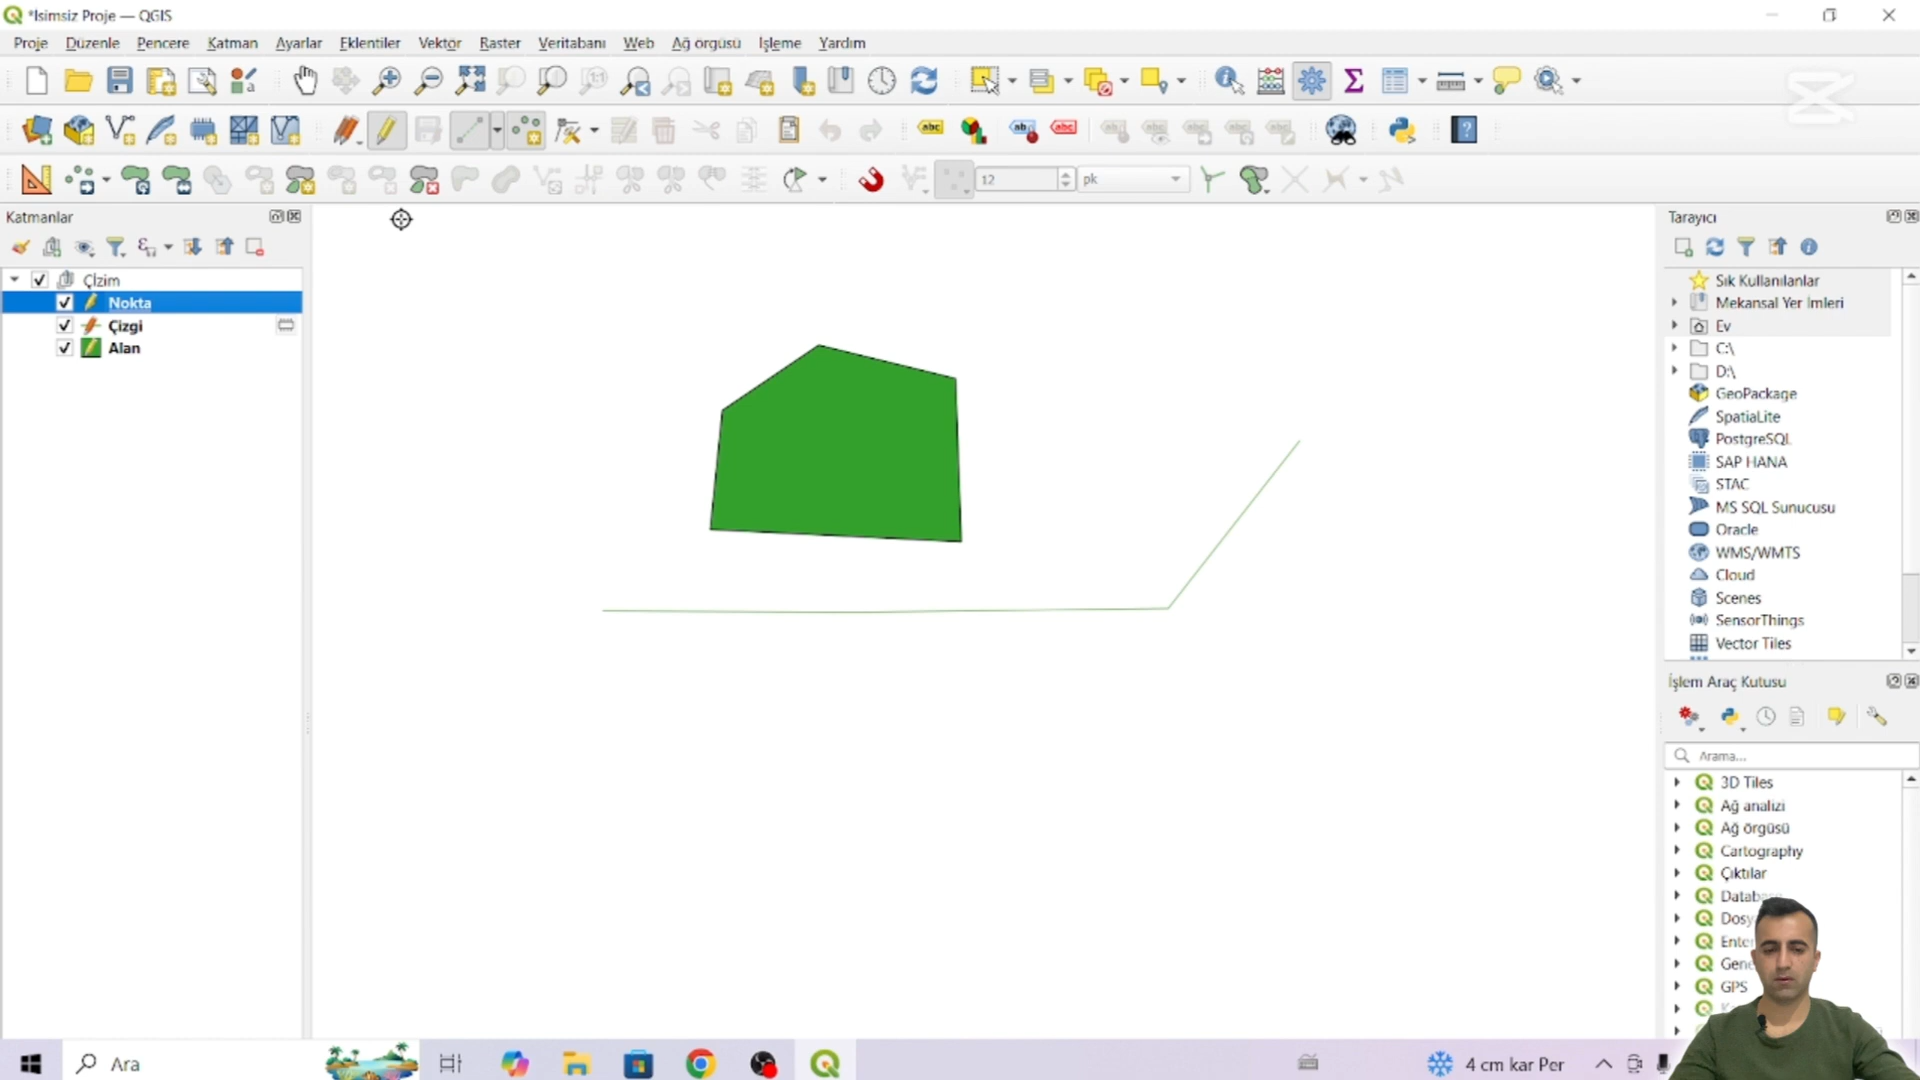 *İsimsiz Proje — QGIS
Proje Düzenle Pencere Katman Ayarlar Eklentiler Vektör Raster Veritabanı Web Ağ örgüsü İşleme Yardım
abc
12 pk
Katmanlar
Çİzim
Nokta
Çizgi
Alan
Tarayıcı
Sık Kullanılanlar
Mekansal Yer İmleri
Ev
C:\
D:\
GeoPackage
SpatiaLite
PostgreSQL
SAP HANA
STAC
MS SQL Sunucusu
Oracle
WMS/WMTS
Cloud
Scenes
SensorThings
Vector Tiles
İşlem Araç Kutusu
Arama...
3D Tiles
Ağ analizi
Ağ örgüsü
Cartography
Çıktılar
GPS
Ara
4 cm kar Per